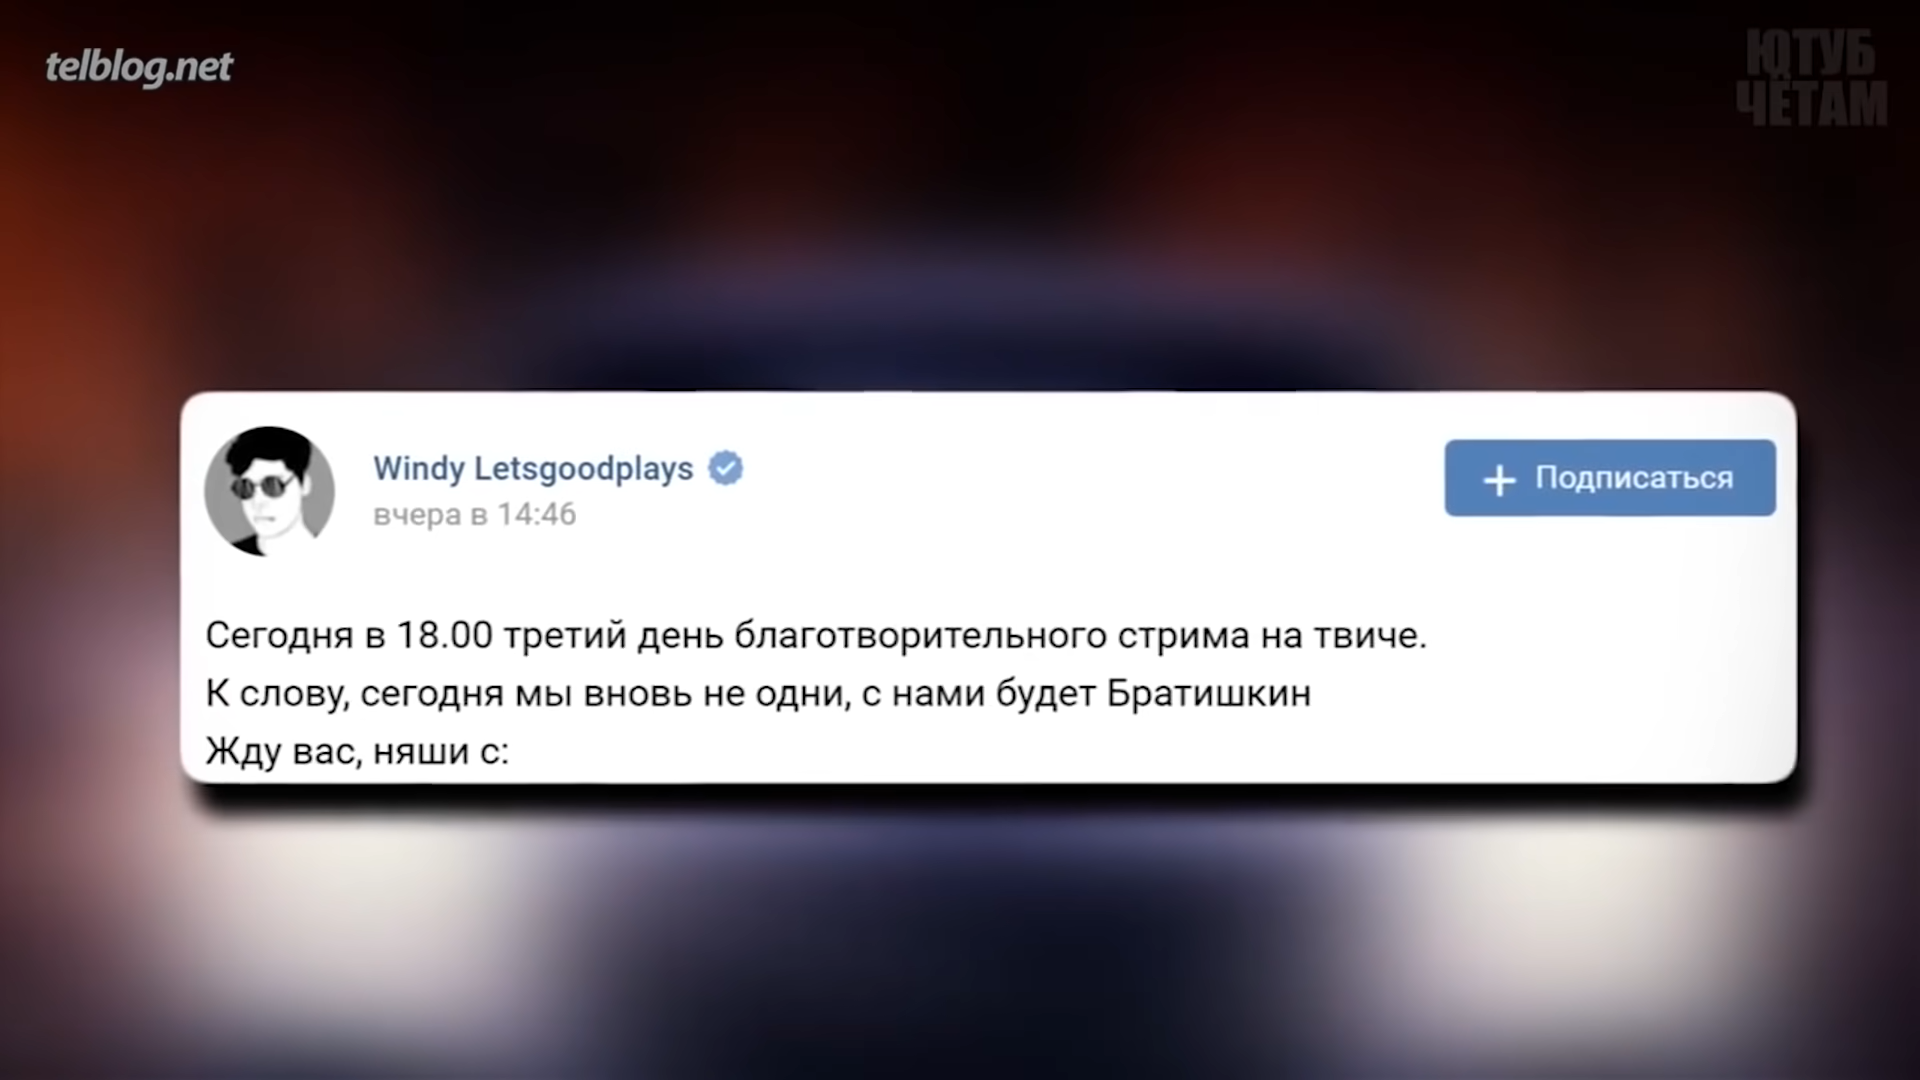 telblog.net
ЮТУБ
ЧЁТАМ
Windy Letsgoodplays
вчера в 14:46
+ Подписаться
Сегодня в 18.00 третий день благотворительного стрима на твиче.
К слову, сегодня мы вновь не одни, с нами будет Братишкин
Жду вас, няши с: